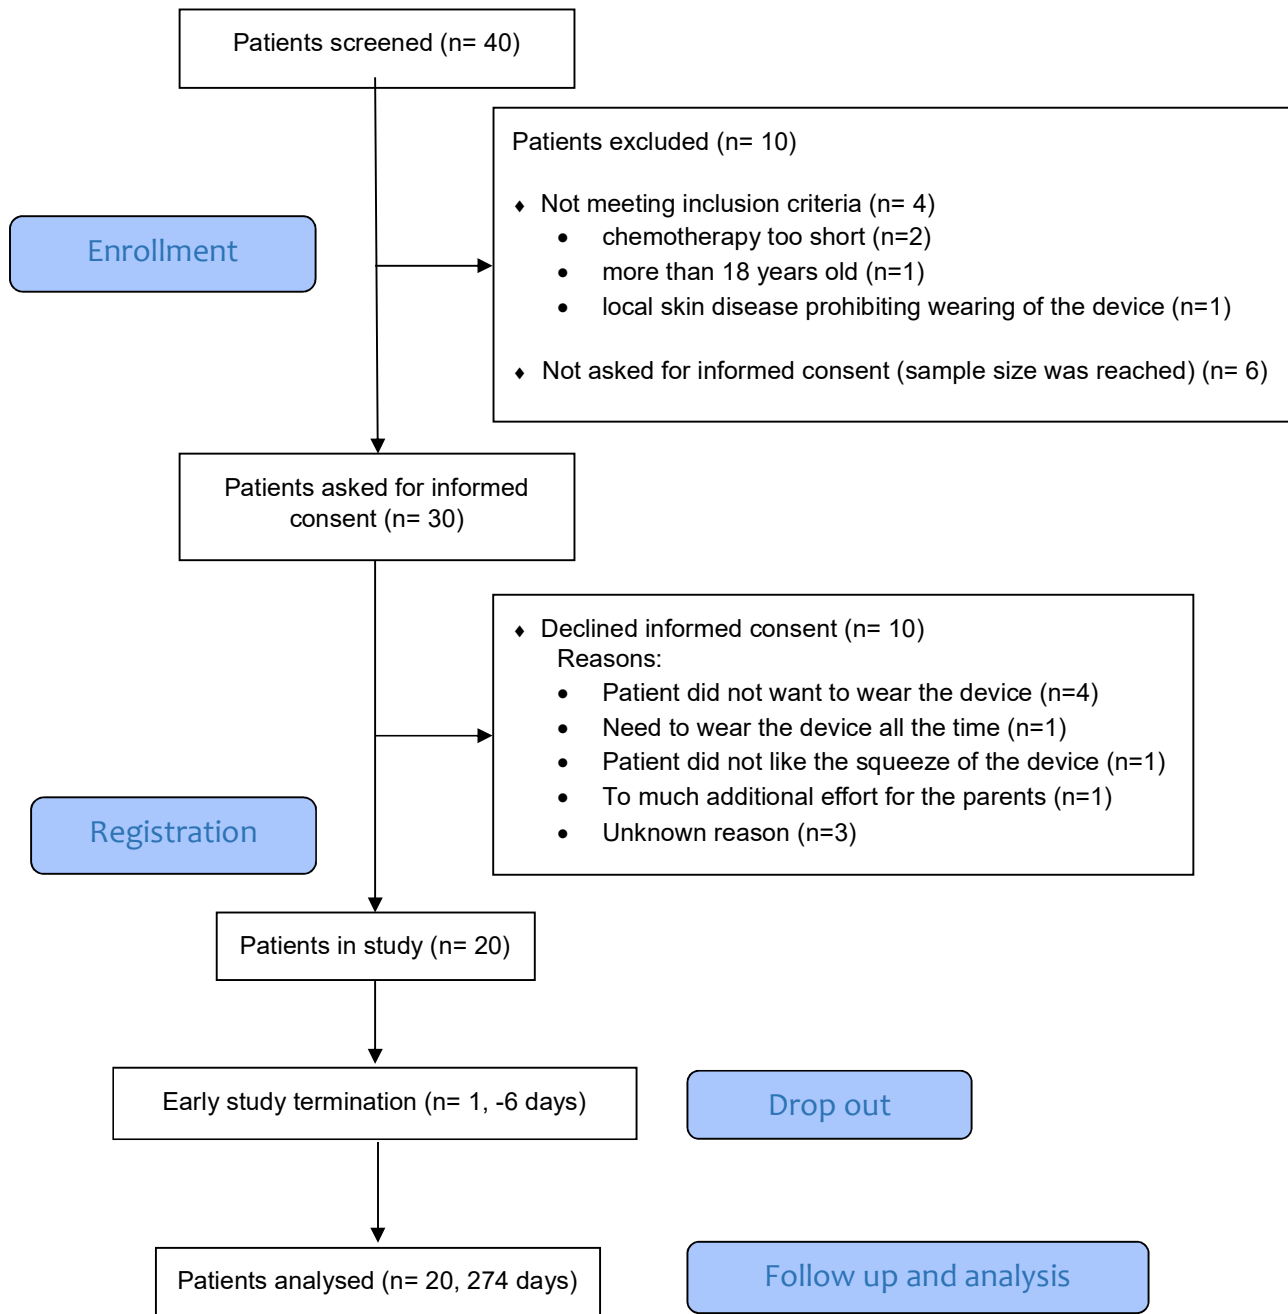 Patients screened (n= 40)
Patients excluded (n= 10)
♦ Not meeting inclusion criteria (n= 4)
• chemotherapy too short (n=2)
• more than 18 years old (n=1)
• local skin disease prohibiting wearing of the device (n=1)
♦ Not asked for informed consent (sample size was reached) (n= 6)
Enrollment
Patients asked for informed
consent (n= 30)
♦ Declined informed consent (n= 10)
Reasons:
• Patient did not want to wear the device (n=4)
• Need to wear the device all the time (n=1)
• Patient did not like the squeeze of the device (n=1)
• To much additional effort for the parents (n=1)
• Unknown reason (n=3)
Registration
Patients in study (n= 20)
Early study termination (n= 1, -6 days)
Drop out
Patients analysed (n= 20, 274 days)
Follow up and analysis